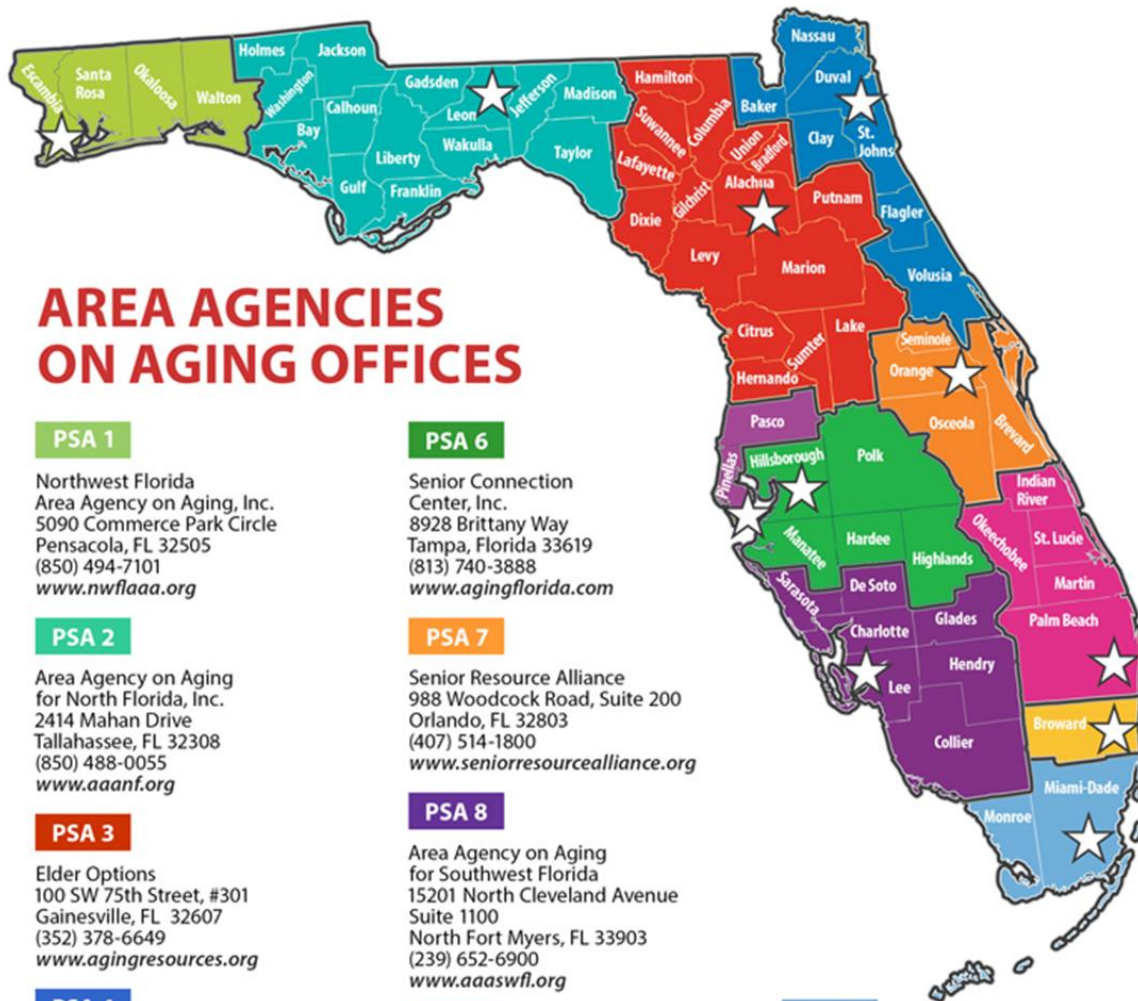 Nassau
Holmes
Jackson
Duval
Escambia
Santa
Rosa
Okaloosa
Walton
Washington
Gadsden
Hamilton
Baker
Calhoun
Leon
Jefferson
Madison
Suwannee
Columbia
Bay
Union
Bradford
Clay
St.
Johns
Liberty
Wakulla
Taylor
Lafayette
Gulf
Franklin
Gilchrist
Alachua
Putnam
Dixie
Flagler
Levy
Marion
Volusia
AREA AGENCIES
ON AGING OFFICES
Citrus
Sumter
Lake
Seminole
Hernando
Orange
Osceola
Brevard
Pasco
Pinellas
Hillsborough
Polk
Indian
River
Okeechobee
St. Lucie
Manatee
Hardee
Highlands
Martin
Sarasota
De Soto
Palm Beach
Charlotte
Glades
Hendry
Lee
Collier
Broward
Miami-Dade
Monroe
PSA 1
Northwest Florida
Area Agency on Aging, Inc.
5090 Commerce Park Circle
Pensacola, FL 32505
(850) 494-7101
www.nwflaaa.org
PSA 2
Area Agency on Aging
for North Florida, Inc.
2414 Mahan Drive
Tallahassee, FL 32308
(850) 488-0055
www.aaanf.org
PSA 3
Elder Options
100 SW 75th Street, #301
Gainesville, FL 32607
(352) 378-6649
www.agingresources.org
PSA 6
Senior Connection
Center, Inc.
8928 Brittany Way
Tampa, Florida 33619
(813) 740-3888
www.agingflorida.com
PSA 7
Senior Resource Alliance
988 Woodcock Road, Suite 200
Orlando, FL 32803
(407) 514-1800
www.seniorresourcealliance.org
PSA 8
Area Agency on Aging
for Southwest Florida
15201 North Cleveland Avenue
Suite 1100
North Fort Myers, FL 33903
(239) 652-6900
www.aaaswfl.org